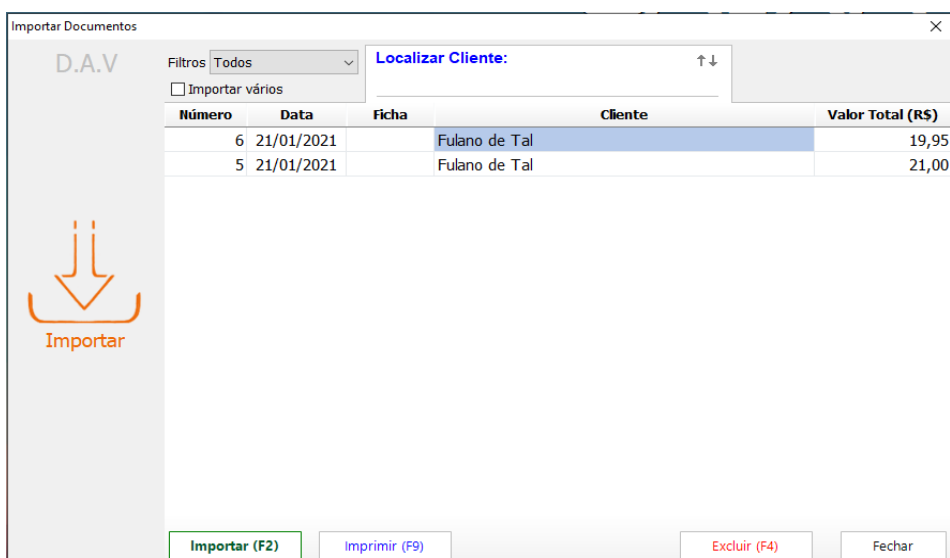 Importar Documentos
D.A.V
Filtros Todos
Importar vários
Localizar Cliente:
Número Data Ficha Cliente Valor Total (R$)
6 21/01/2021 Fulano de Tal 19,95
5 21/01/2021 Fulano de Tal 21,00
Importar
Importar (F2) Imprimir (F9) Excluir (F4) Fechar